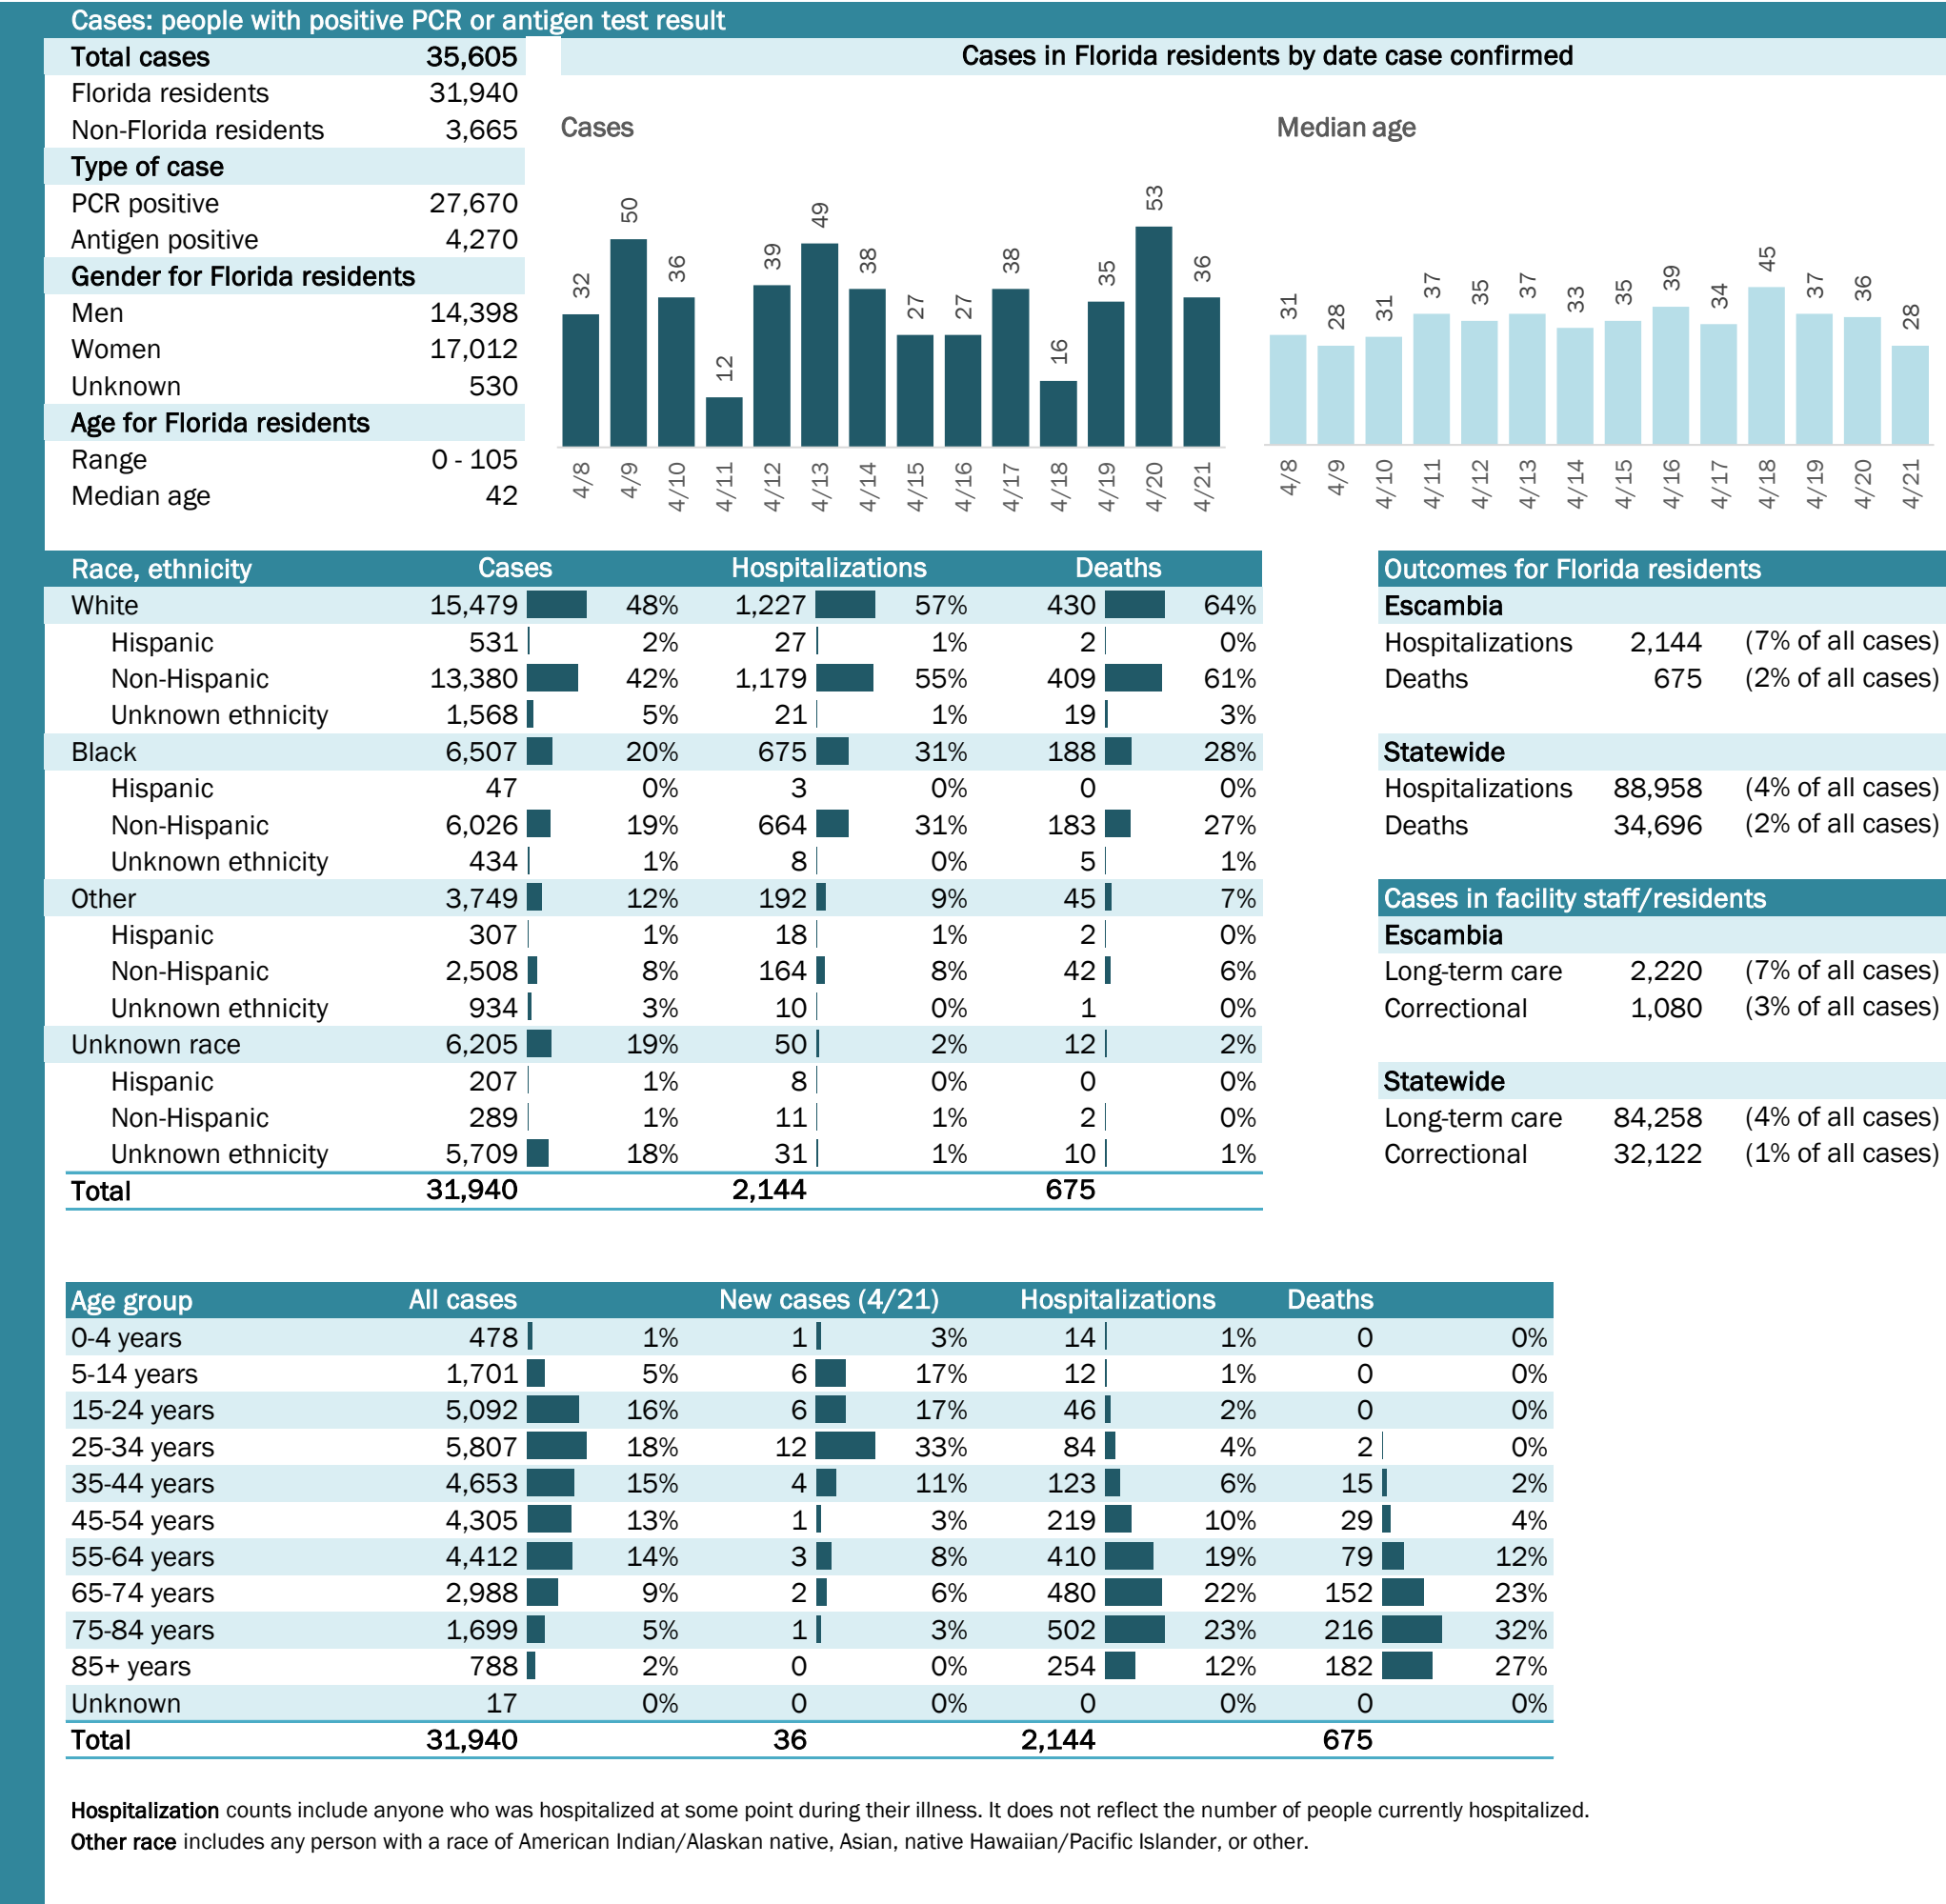 Cases: people with positive PCR or antigen test result
Total cases 35,605
Florida residents 31,940
Non-Florida residents 3,665
Type of case
PCR positive 27,670
Antigen positive 4,270
Gender for Florida residents
Men 14,398
Women 17,012
Unknown 530
Age for Florida residents
Range 0 - 105
Median age 42
Cases in Florida residents by date case confirmed
Cases
32 50 36 12 39 49 38 27 27 38 16 35 53 36
4/8 4/9 4/10 4/11 4/12 4/13 4/14 4/15 4/16 4/17 4/18 4/19 4/20 4/21
Median age
31 28 31 37 35 37 33 35 39 34 45 37 36 28
4/8 4/9 4/10 4/11 4/12 4/13 4/14 4/15 4/16 4/17 4/18 4/19 4/20 4/21
Race, ethnicity Cases Hospitalizations Deaths
White 15,479 48% 1,227 57% 430 64%
Hispanic 531 2% 27 1% 2 0%
Non-Hispanic 13,380 42% 1,179 55% 409 61%
Unknown ethnicity 1,568 5% 21 1% 19 3%
Black 6,507 20% 675 31% 188 28%
Hispanic 47 0% 3 0% 0 0%
Non-Hispanic 6,026 19% 664 31% 183 27%
Unknown ethnicity 434 1% 8 0% 5 1%
Other 3,749 12% 192 9% 45 7%
Hispanic 307 1% 18 1% 2 0%
Non-Hispanic 2,508 8% 164 8% 42 6%
Unknown ethnicity 934 3% 10 0% 1 0%
Unknown race 6,205 19% 50 2% 12 2%
Hispanic 207 1% 8 0% 0 0%
Non-Hispanic 289 1% 11 1% 2 0%
Unknown ethnicity 5,709 18% 31 1% 10 1%
Total 31,940 2,144 675
Outcomes for Florida residents
Escambia
Hospitalizations 2,144 (7% of all cases)
Deaths 675 (2% of all cases)
Statewide
Hospitalizations 88,958 (4% of all cases)
Deaths 34,696 (2% of all cases)
Cases in facility staff/residents
Escambia
Long-term care 2,220 (7% of all cases)
Correctional 1,080 (3% of all cases)
Statewide
Long-term care 84,258 (4% of all cases)
Correctional 32,122 (1% of all cases)
Age group All cases New cases (4/21) Hospitalizations Deaths
0-4 years 478 1% 1 3% 14 1% 0 0%
5-14 years 1,701 5% 6 17% 12 1% 0 0%
15-24 years 5,092 16% 6 17% 46 2% 0 0%
25-34 years 5,807 18% 12 33% 84 4% 2 0%
35-44 years 4,653 15% 4 11% 123 6% 15 2%
45-54 years 4,305 13% 1 3% 219 10% 29 4%
55-64 years 4,412 14% 3 8% 410 19% 79 12%
65-74 years 2,988 9% 2 6% 480 22% 152 23%
75-84 years 1,699 5% 1 3% 502 23% 216 32%
85+ years 788 2% 0 0% 254 12% 182 27%
Unknown 17 0% 0 0% 0 0% 0 0%
Total 31,940 36 2,144 675
Hospitalization counts include anyone who was hospitalized at some point during their illness. It does not reflect the number of people currently hospitalized.
Other race includes any person with a race of American Indian/Alaskan native, Asian, native Hawaiian/Pacific Islander, or other.